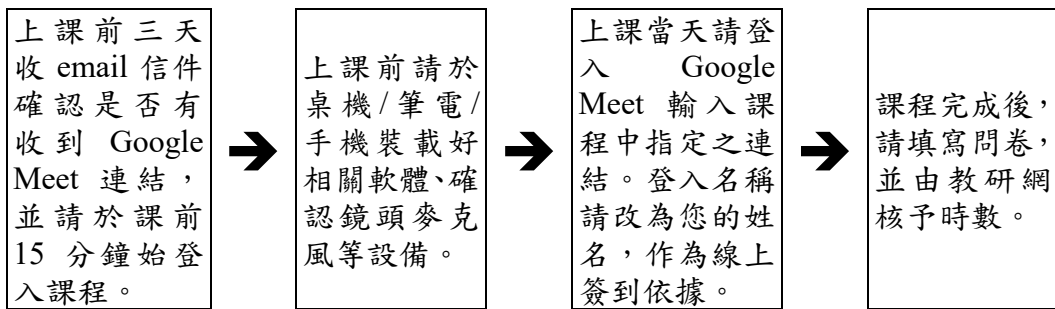 上課前三天
收 email 信件
確認是否有
收到 Google
Meet 連結，
並請於課前
15 分鐘始登
入課程。
上課前請於
桌機/筆電/
手機裝載好
相關軟體、確
認鏡頭麥克
風等設備。
上課當天請登
入 Google
Meet 輸入課
程中指定之連
結。登入名稱
請改為您的姓
名，作為線上
簽到依據。
課程完成後，
請填寫問卷，
並由教研網
核予時數。